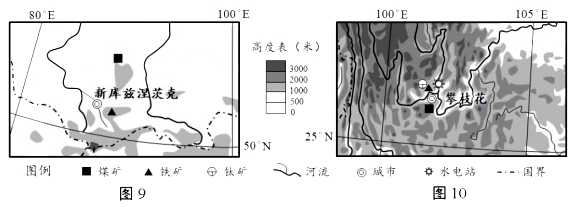 80°E
100°E
新库兹涅茨克
50°N
高度表(米)
3000
2000
1000
500
0
100°E
105°E
攀枝花
25°N
图例
煤矿
铁矿
钛矿
河流
城市
水电站
国界
图9
图10